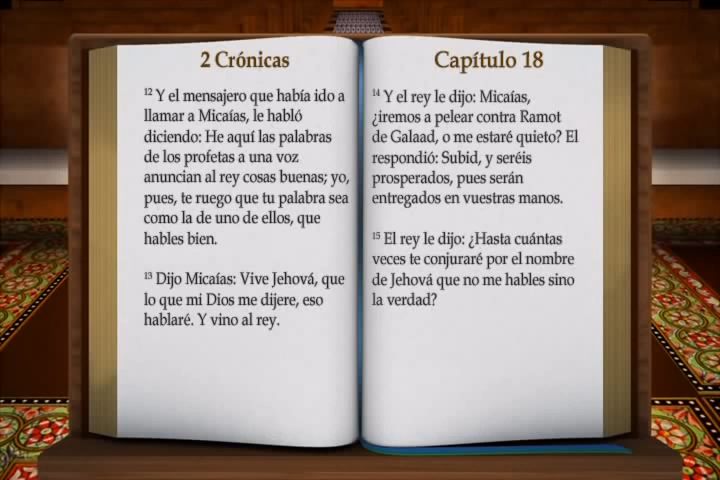 2 Crónicas
12 Y el mensajero que había ido a
llamar a Micaías, le habló
diciendo: He aquí las palabras
de los profetas a una voz
anuncian al rey cosas buenas; yo,
pues, te ruego que tu palabra sea
como la de uno de ellos, que
hables bien.
13 Dijo Micaías: Vive Jehová, que
lo que mi Dios me dijere, eso
hablaré. Y vino al rey.
Capítulo 18
14 Y el rey le dijo: Micaías,
¿iremos a pelear contra Ramot
de Galaad, o me estaré quieto? El
respondió: Subid, y seréis
prosperados, pues serán
entregados en vuestras manos.
15 El rey le dijo: ¿Hasta cuántas
veces te conjuraré por el nombre
de Jehová que no me hables sino
la verdad?